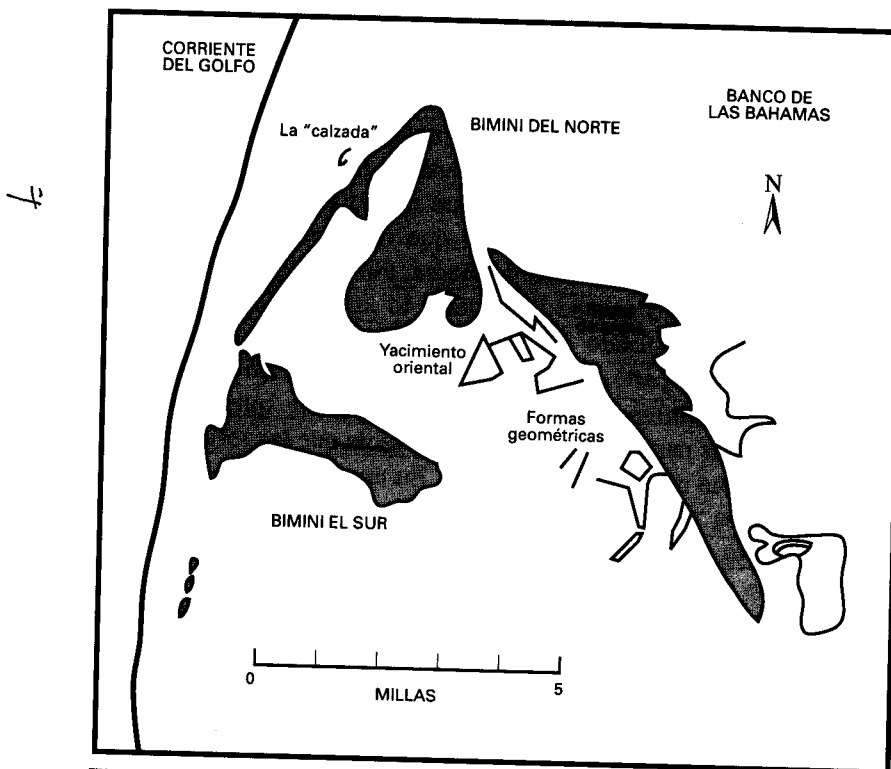 CORRIENTE
DEL GOLFO
BANCO DE
LAS BAHAMAS
La "calzada"
BIMINI DEL NORTE
N
Yacimiento
oriental
Formas
geométricas
BIMINI EL SUR
0
5
MILLAS